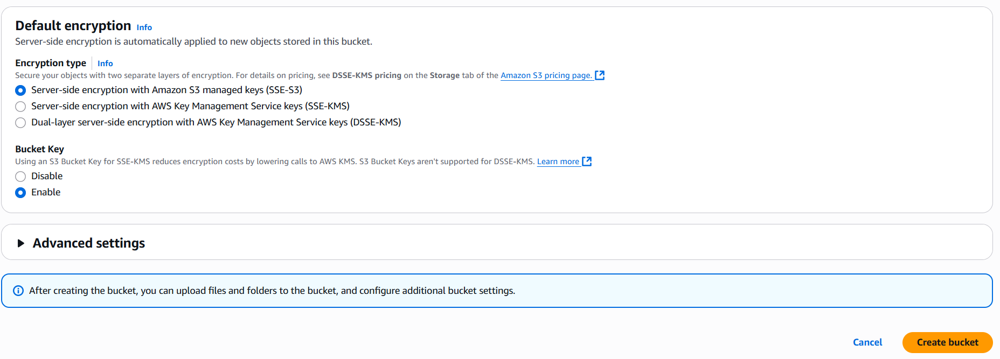 Default encryption Info
Server-side encryption is automatically applied to new objects stored in this bucket.
Encryption type Info
Secure your objects with two separate layers of encryption. For details on pricing, see DSSE-KMS pricing on the Storage tab of the Amazon S3 pricing page.
Server-side encryption with Amazon S3 managed keys (SSE-S3)
Server-side encryption with AWS Key Management Service keys (SSE-KMS)
Dual-layer server-side encryption with AWS Key Management Service keys (DSSE-KMS)
Bucket Key
Using an S3 Bucket Key for SSE-KMS reduces encryption costs by lowering calls to AWS KMS. S3 Bucket Keys aren't supported for DSSE-KMS. Learn more
Disable
Enable
Advanced settings
After creating the bucket, you can upload files and folders to the bucket, and configure additional bucket settings.
Cancel Create bucket